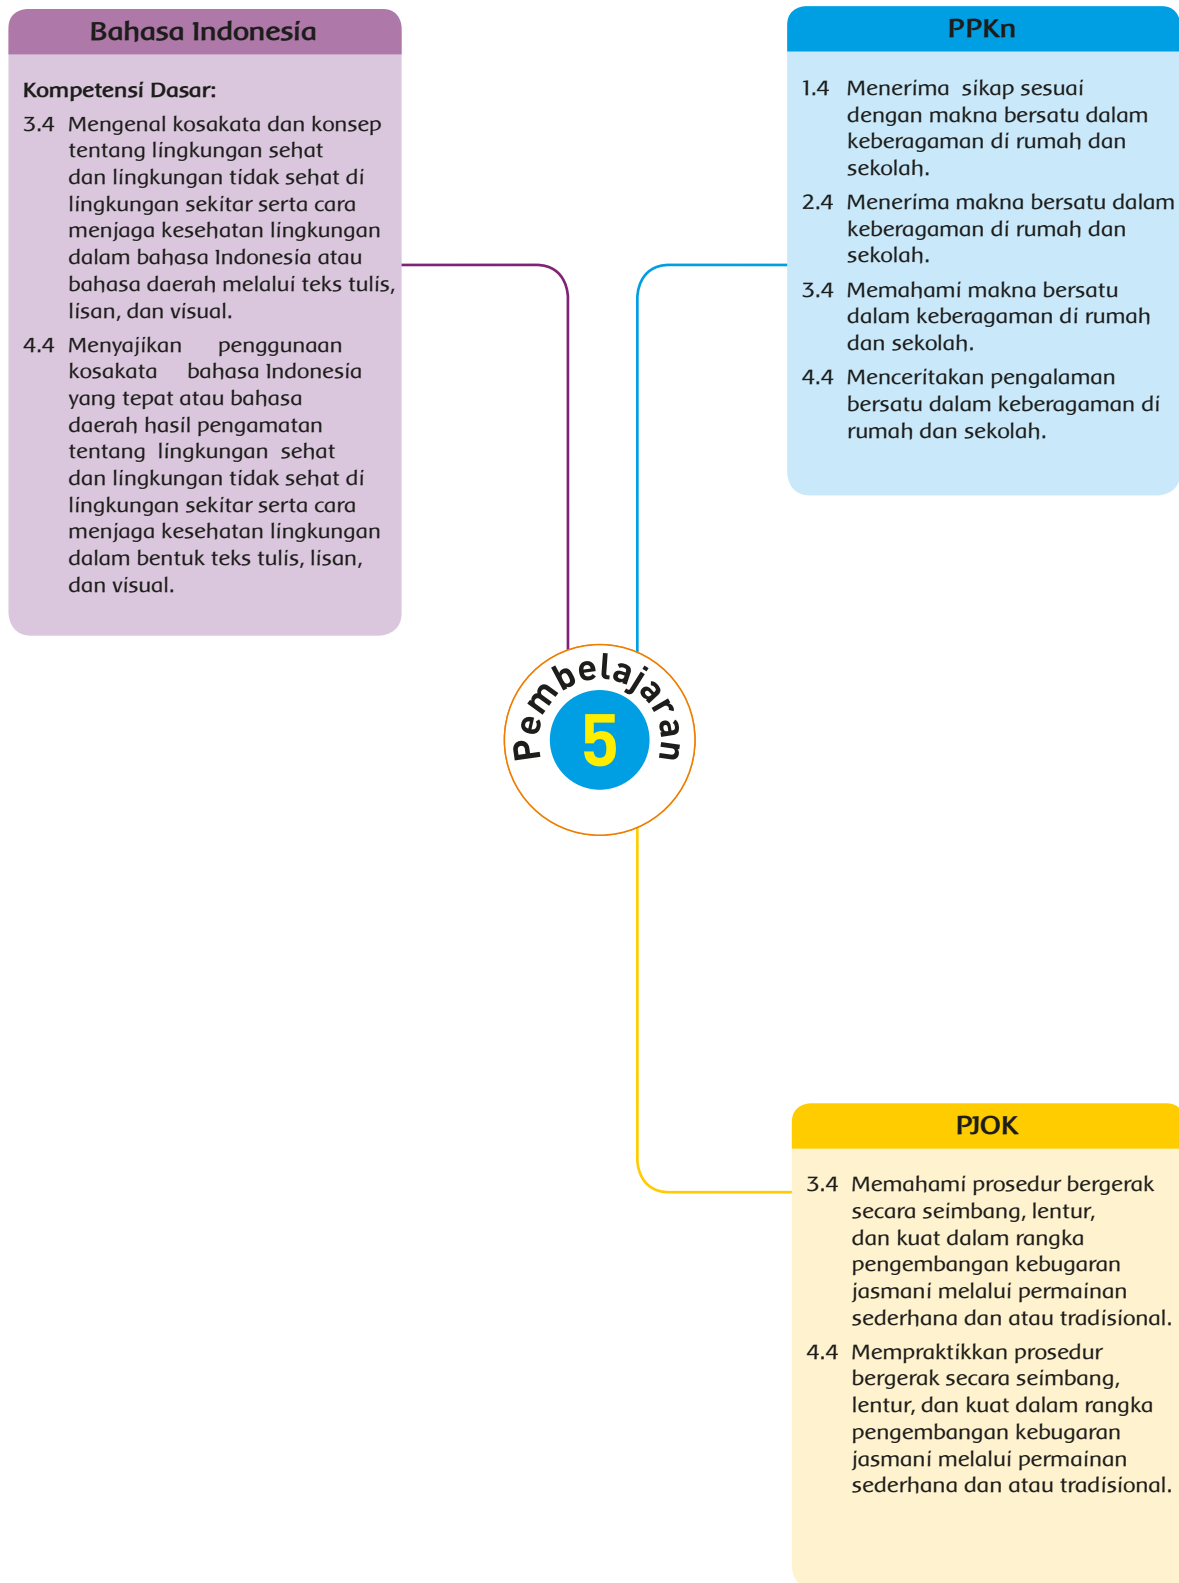 Bahasa Indonesia
Kompetensi Dasar:
3.4 Mengenal kosakata dan konsep
tentang lingkungan sehat
dan lingkungan tidak sehat di
lingkungan sekitar serta cara
menjaga kesehatan lingkungan
dalam bahasa Indonesia atau
bahasa daerah melalui teks tulis,
lisan, dan visual.
4.4 Menyajikan penggunaan
kosakata bahasa Indonesia
yang tepat atau bahasa
daerah hasil pengamatan
tentang lingkungan sehat
dan lingkungan tidak sehat di
lingkungan sekitar serta cara
menjaga kesehatan lingkungan
dalam bentuk teks tulis, lisan,
dan visual.
PPKn
1.4 Menerima sikap sesuai
dengan makna bersatu dalam
keberagaman di rumah dan
sekolah.
2.4 Menerima makna bersatu dalam
keberagaman di rumah dan
sekolah.
3.4 Memahami makna bersatu
dalam keberagaman di rumah
dan sekolah.
4.4 Menceritakan pengalaman
bersatu dalam keberagaman di
rumah dan sekolah.
Pembelajaran
5
PJOK
3.4 Memahami prosedur bergerak
secara seimbang, lentur,
dan kuat dalam rangka
pengembangan kebugaran
jasmani melalui permainan
sederhana dan atau tradisional.
4.4 Mempraktikkan prosedur
bergerak secara seimbang,
lentur, dan kuat dalam rangka
pengembangan kebugaran
jasmani melalui permainan
sederhana dan atau tradisional.